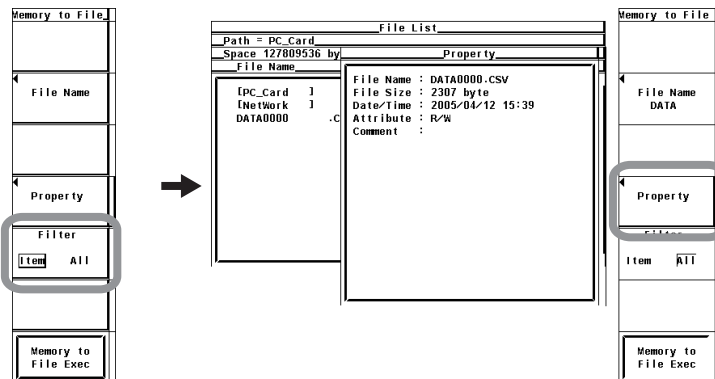 Memory to File
File Name
Property
Filter
Item All
Memory to
File Exec
File List
Path = PC_Card
Space 127809536 by
File Name
[PC_Card ]
[NetWork ]
DATA0000 .C
Property
File Name : DATA0000.CSV
File Size : 2307 byte
Date/Time : 2005/04/12 15:39
Attribute : R/W
Comment :
Memory to File
File Name
DATA
Property
Filter
Item All
Memory to
File Exec